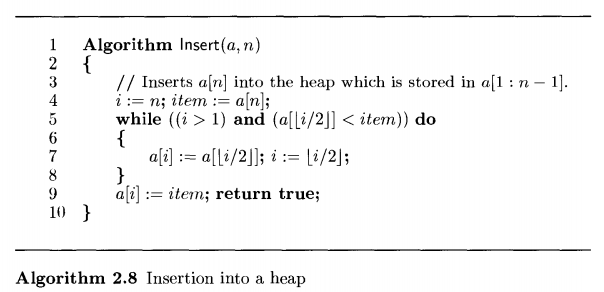 1 Algorithm Insert(a, n)
2 {
3 // Inserts a[n] into the heap which is stored in a[1 : n − 1].
4 i := n; item := a[n];
5 while ((i > 1) and (a[⌊i/2⌋] < item)) do
6 {
7 a[i] := a[⌊i/2⌋]; i := ⌊i/2⌋;
8 }
9 a[i] := item; return true;
10 }
Algorithm 2.8 Insertion into a heap